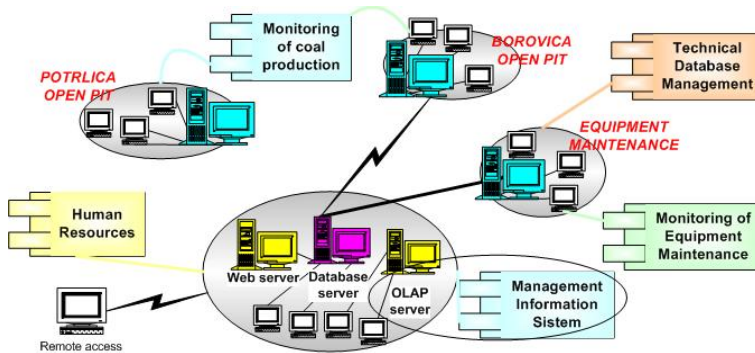 Monitoring
of coal
production
BOROVICA
OPEN PIT
Technical
Database
Management
POTRLICA
OPEN PIT
EQUIPMENT
MAINTENANCE
Human
Resources
Monitoring of
Equipment
Maintenance
Web server
Database
server
OLAP
server
Management
Information
Sistem
Remote access